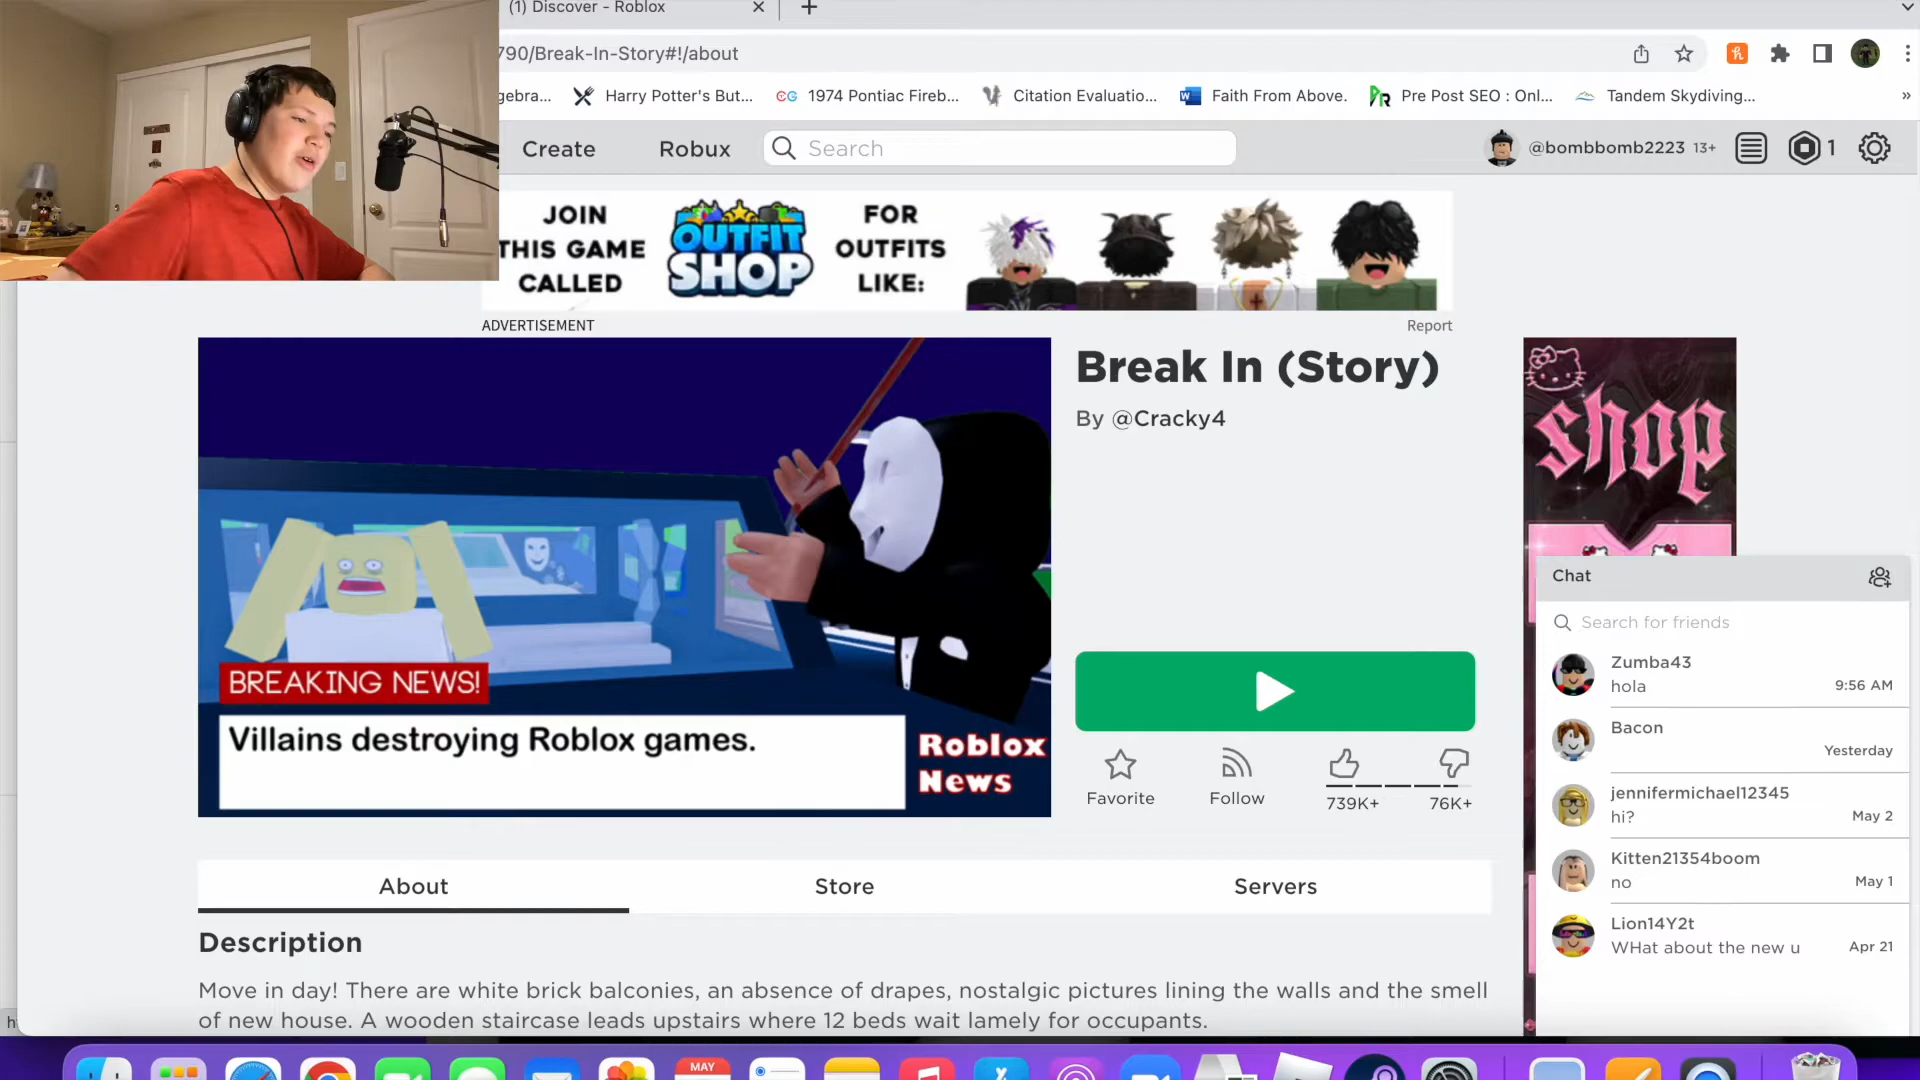 (1) Discover - Roblox
790/Break-In-Story#!/about
gebra...
Harry Potter's But...
1974 Pontiac Fireb...
Citation Evaluatio...
Faith From Above.
Pre Post SEO : Onl...
Tandem Skydiving...
Create
Robux
Search
@bombbomb2223 13+
1
JOIN
THIS GAME
CALLED
OUTFIT
SHOP
FOR
OUTFITS
LIKE:
ADVERTISEMENT
Report
Break In (Story)
By @Cracky4
BREAKING NEWS!
Villains destroying Roblox games.
Roblox
News
Favorite
Follow
739K+
76K+
shop
Chat
Search for friends
Zumba43
hola
9:56 AM
Bacon
Yesterday
jennifermichael12345
hi?
May 2
Kitten21354boom
no
May 1
Lion14Y2t
WHat about the new u
Apr 21
About
Store
Servers
Description
Move in day! There are white brick balconies, an absence of drapes, nostalgic pictures lining the walls and the smell
of new house. A wooden staircase leads upstairs where 12 beds wait lamely for occupants.
MAY